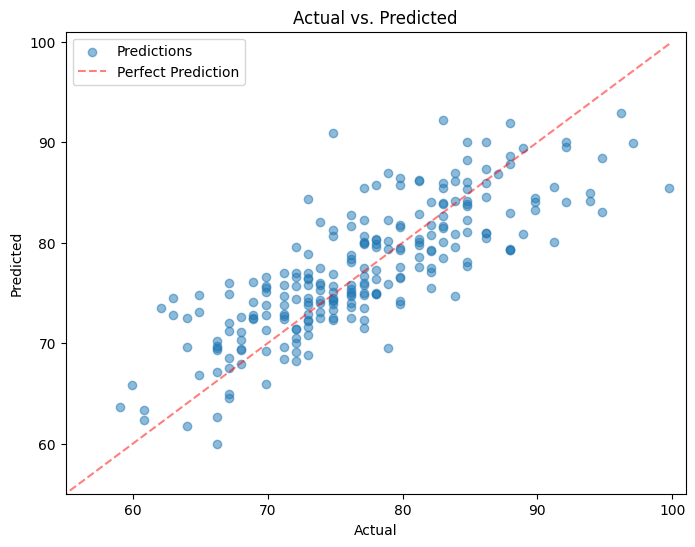 Actual vs. Predicted
Predictions
Perfect Prediction
100
90
80
70
60
Predicted
60
70
80
90
100
Actual